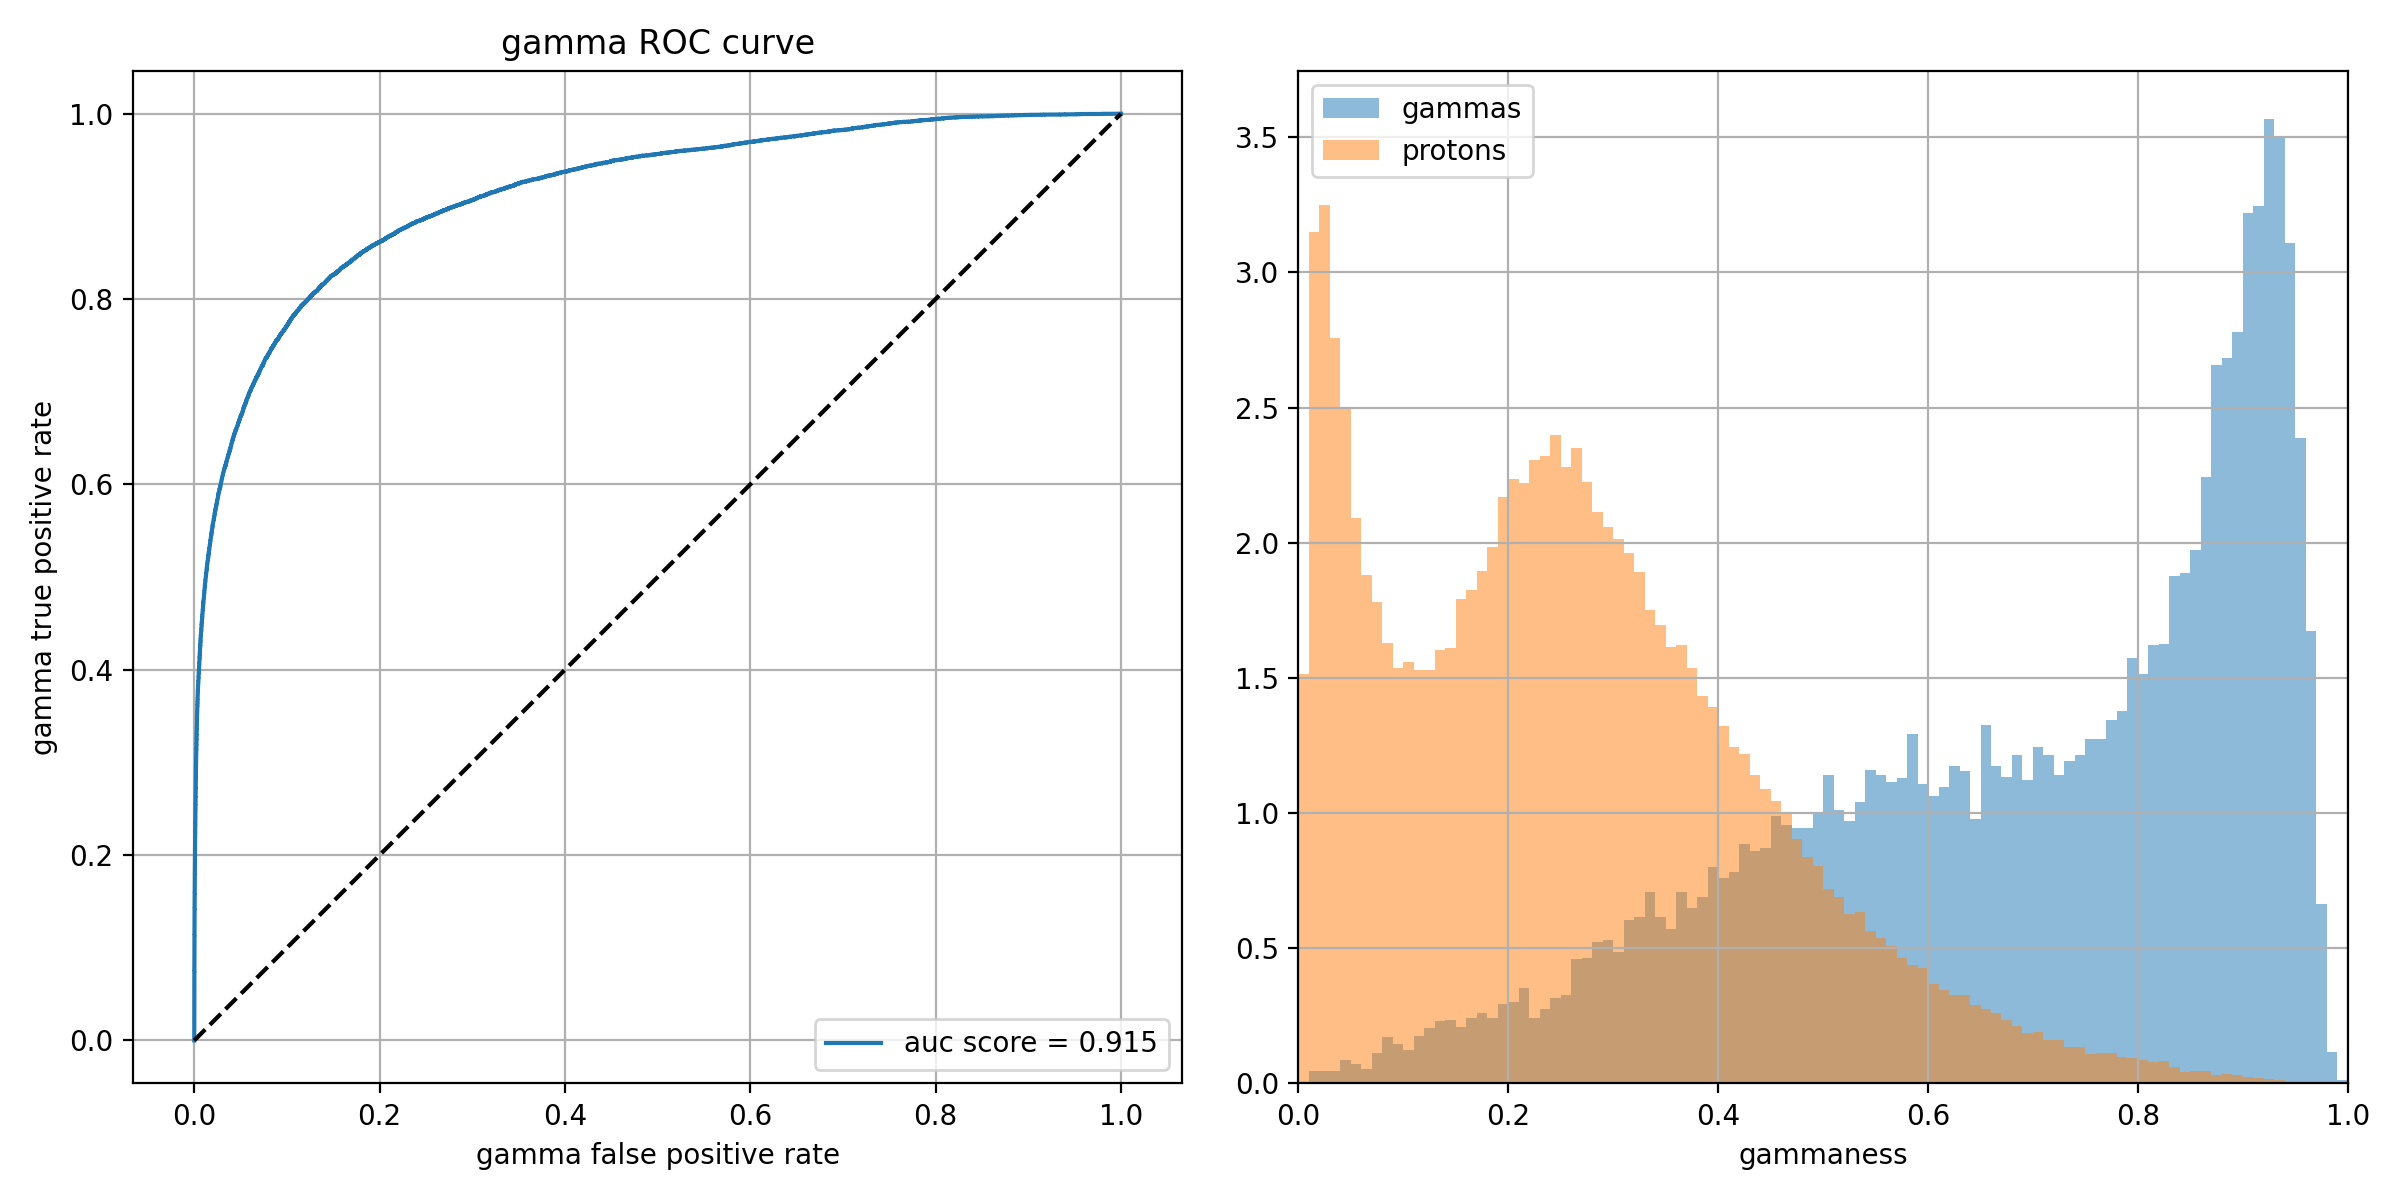 gamma ROC curve
gamma true positive rate
1.0
0.8
0.6
0.4
0.2
0.0
0.0 0.2 0.4 0.6 0.8 1.0
gamma false positive rate
auc score = 0.915
gammas
protons
3.5
3.0
2.5
2.0
1.5
1.0
0.5
0.0
0.0 0.2 0.4 0.6 0.8 1.0
gammaness